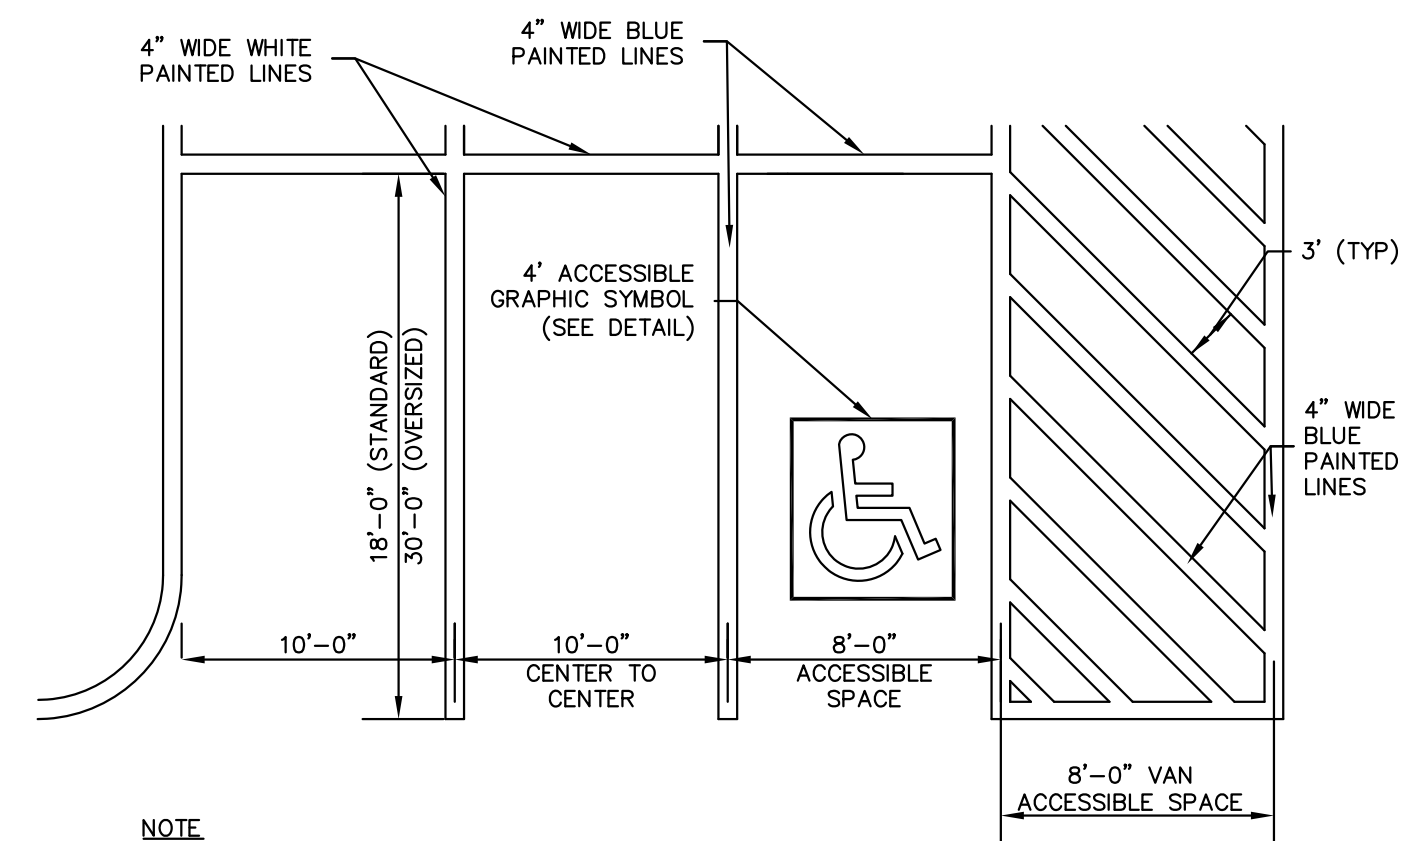 4” WIDE WHITE
PAINTED LINES
4” WIDE BLUE
PAINTED LINES
3' (TYP)
4' ACCESSIBLE
GRAPHIC SYMBOL
(SEE DETAIL)
18'-0” (STANDARD)
30'-0” (OVERSIZED)
4” WIDE
BLUE
PAINTED
LINES
10'-0”
10'-0”
CENTER TO
CENTER
8'-0”
ACCESSIBLE
SPACE
8'-0” VAN
ACCESSIBLE SPACE
NOTE